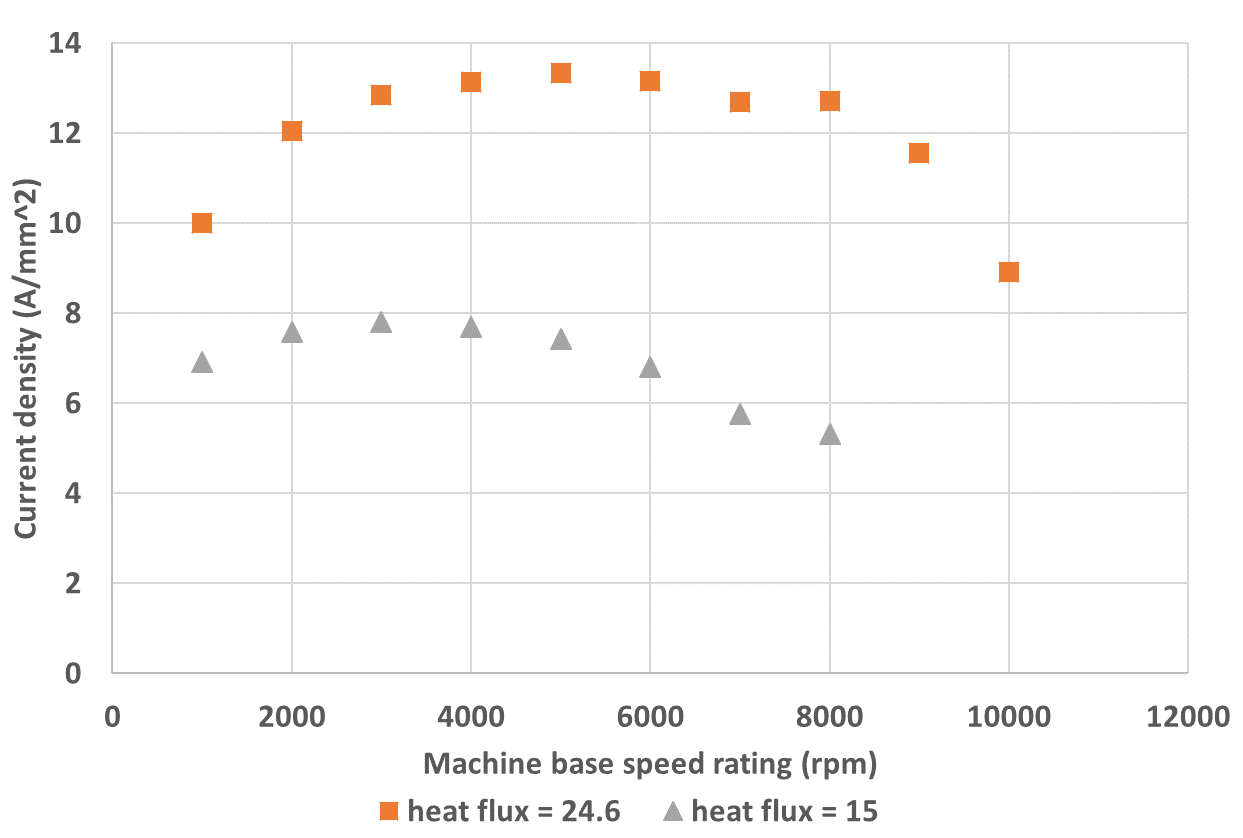 14
12
10
8
6
4
2
0
Current density (A/mm^2)
0 2000 4000 6000 8000 10000 12000
Machine base speed rating (rpm)
heat flux = 24.6 heat flux = 15